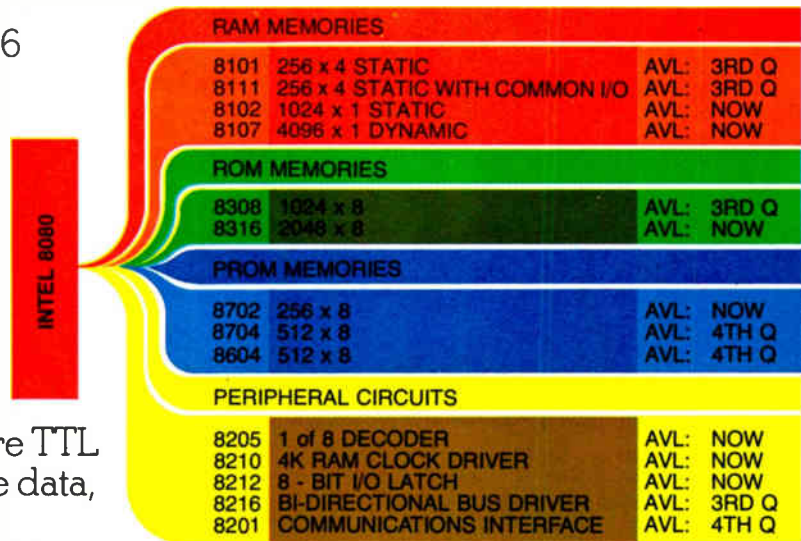 6
RAM MEMORIES
8101 256 x 4 STATIC AVL: 3RD Q
8111 256 x 4 STATIC WITH COMMON I/O AVL: 3RD Q
8102 1024 x 1 STATIC AVL: NOW
8107 4096 x 1 DYNAMIC AVL: NOW
ROM MEMORIES
8308 1024 x 8 AVL: 3RD Q
8316 2048 x 8 AVL: NOW
INTEL 8080
PROM MEMORIES
8702 256 x 8 AVL: NOW
8704 512 x 8 AVL: 4TH Q
8604 512 x 8 AVL: 4TH Q
PERIPHERAL CIRCUITS
re TTL
e data,
8205 1 of 8 DECODER AVL: NOW
8210 4K RAM CLOCK DRIVER AVL: NOW
8212 8 - BIT I/O LATCH AVL: NOW
8216 BI-DIRECTIONAL BUS DRIVER AVL: 3RD Q
8201 COMMUNICATIONS INTERFACE AVL: 4TH Q